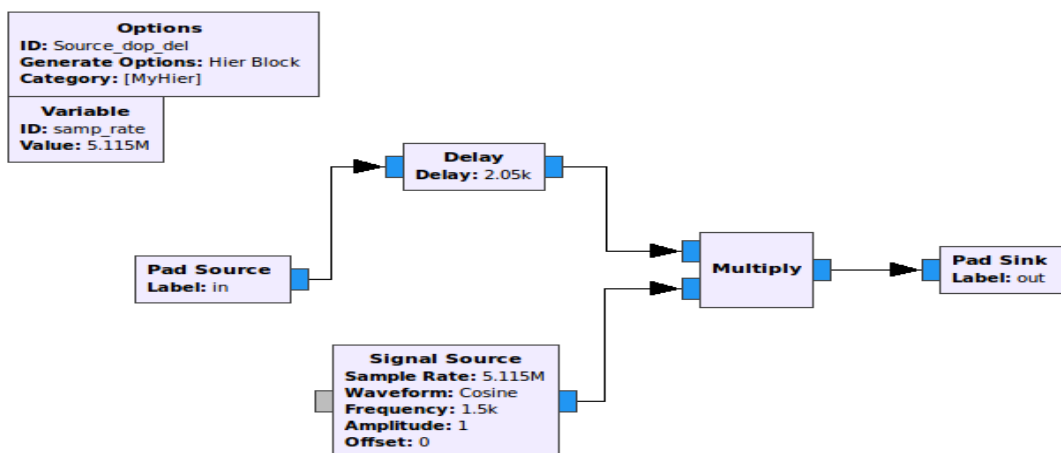 Options
ID: Source_dop_del
Generate Options: Hier Block
Category: [MyHier]
Variable
ID: samp_rate
Value: 5.115M
Delay
Delay: 2.05k
Pad Source
Label: in
Multiply
Pad Sink
Label: out
Signal Source
Sample Rate: 5.115M
Waveform: Cosine
Frequency: 1.5k
Amplitude: 1
Offset: 0